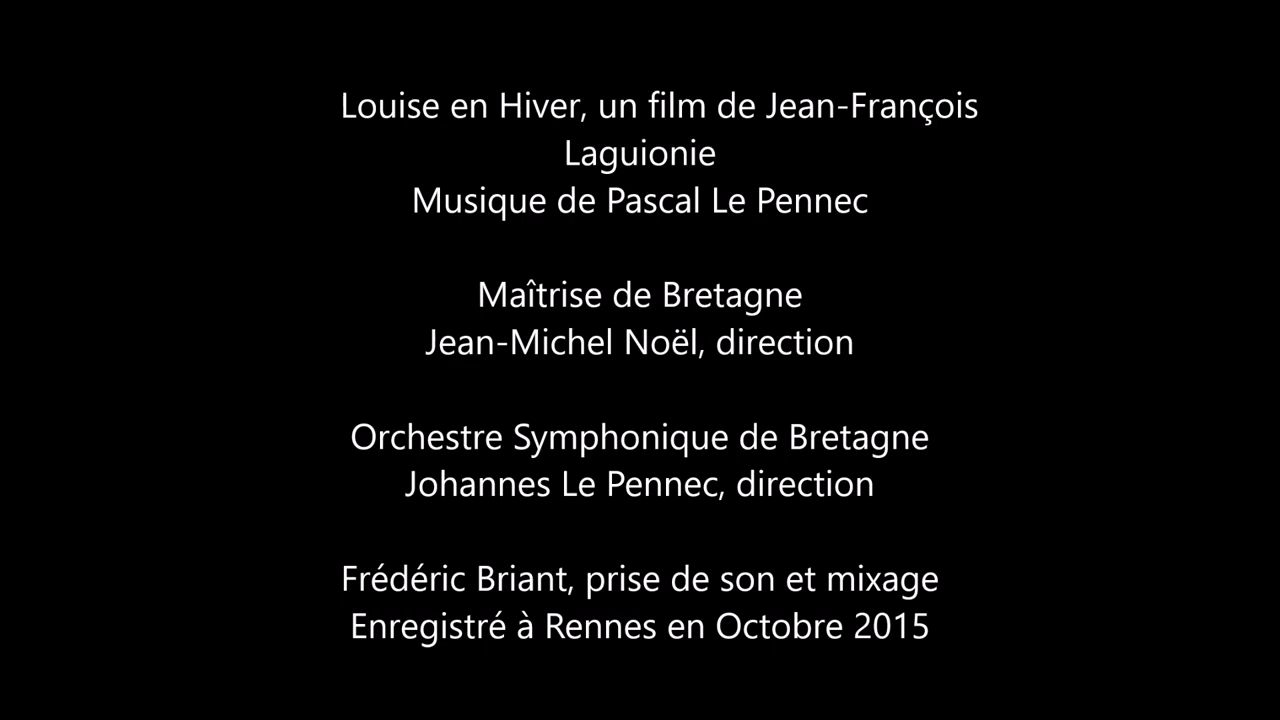 Louise en Hiver, un film de Jean-François
Laguionie
Musique de Pascal Le Pennec
Maîtrise de Bretagne
Jean-Michel Noël, direction
Orchestre Symphonique de Bretagne
Johannes Le Pennec, direction
Frédéric Briant, prise de son et mixage
Enregistré à Rennes en Octobre 2015